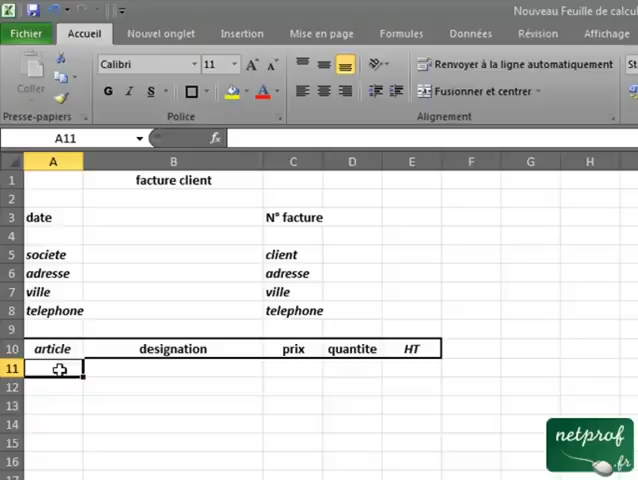 Nouveau Feuille de calcu
Fichier Accueil Nouvel onglet Insertion Mise en page Formules Données Révision Affichage
Coller
Calibri 11 A A
Renvoyer à la ligne automatiquement
G I S A
Fusionner et centrer
Presse-papiers Police Alignement
A11 fx
A B C D E F G H
1 facture client
2
3 date N° facture
4
5 societe client
6 adresse adresse
7 ville ville
8 telephone telephone
9
10 article designation prix quantite HT
11
12
13
14
15
16
netprof
.fr